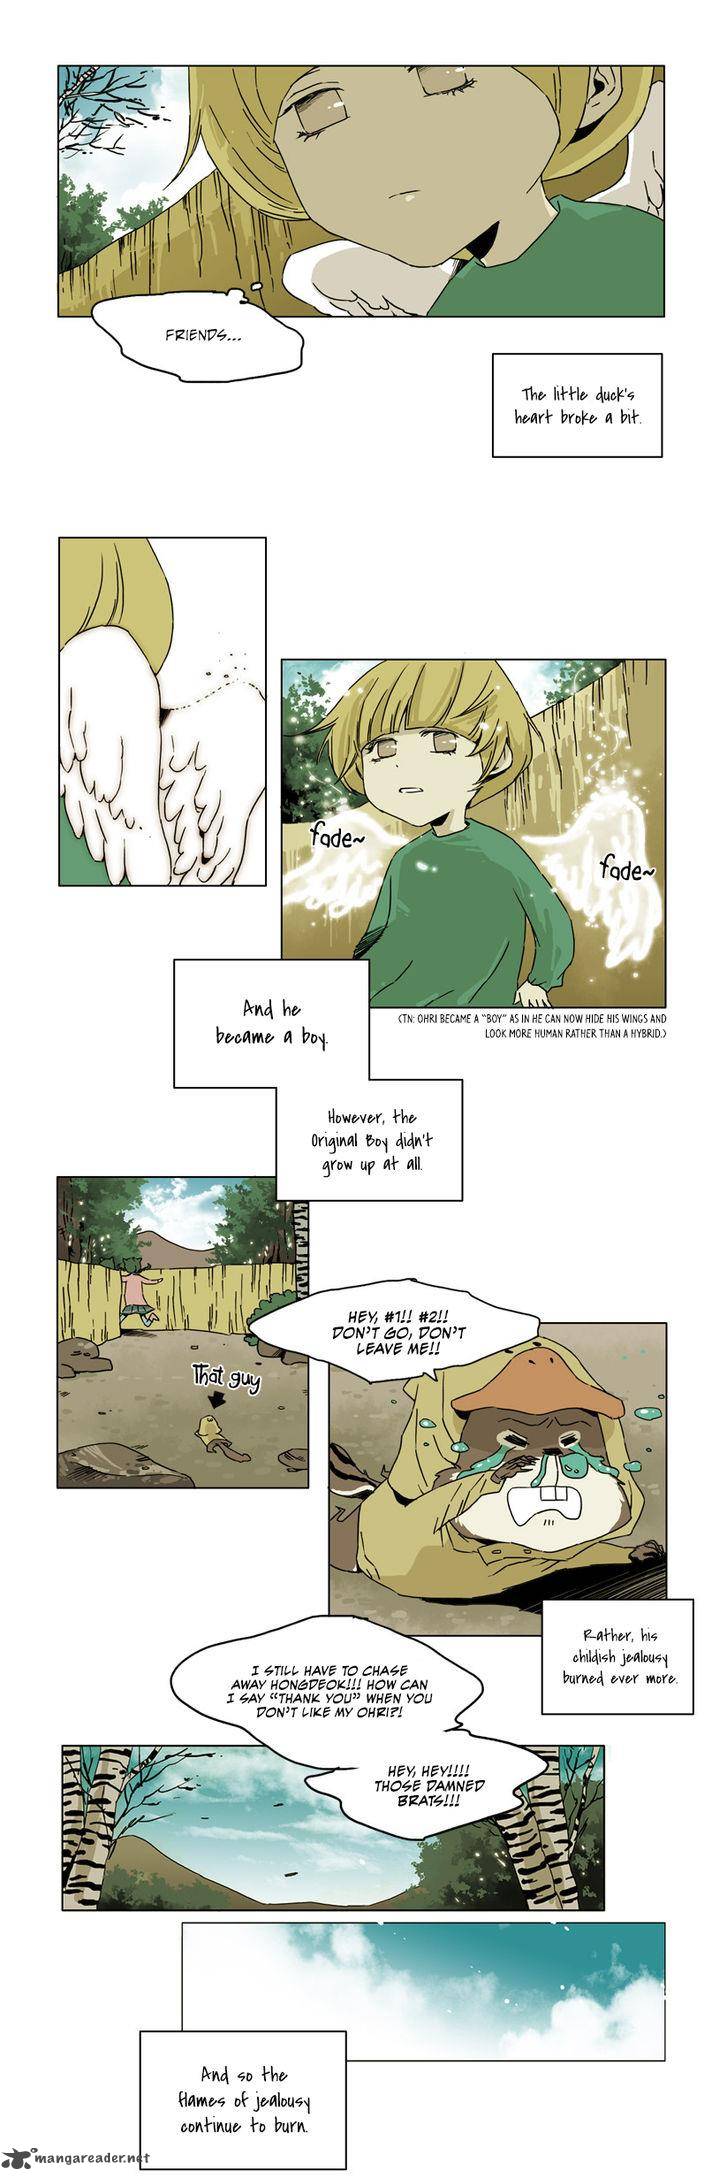 FRIENDS...
The little duck's
heart broke a bit.
fade~
fade~
And he
became a boy.
(TN: OHRI BECAME A "BOY" AS IN HE CAN NOW HIDE HIS WINGS AND
LOOK MORE HUMAN RATHER THAN A HYBRID.)
However, the
Original Boy didn't
grow up at all.
HEY, #1!! #2!!
DON'T GO, DON'T
LEAVE ME!!
That guy
Rather, his
childish jealousy
burned ever more.
I STILL HAVE TO CHASE
AWAY HONGDEOK!!! HOW CAN
I SAY "THANK YOU" WHEN YOU
DON'T LIKE MY OHRI?!
HEY, HEY!!!!
THOSE DAMNED
BRATS!!!
And so the
flames of jealousy
continue to burn.
mangareader.net